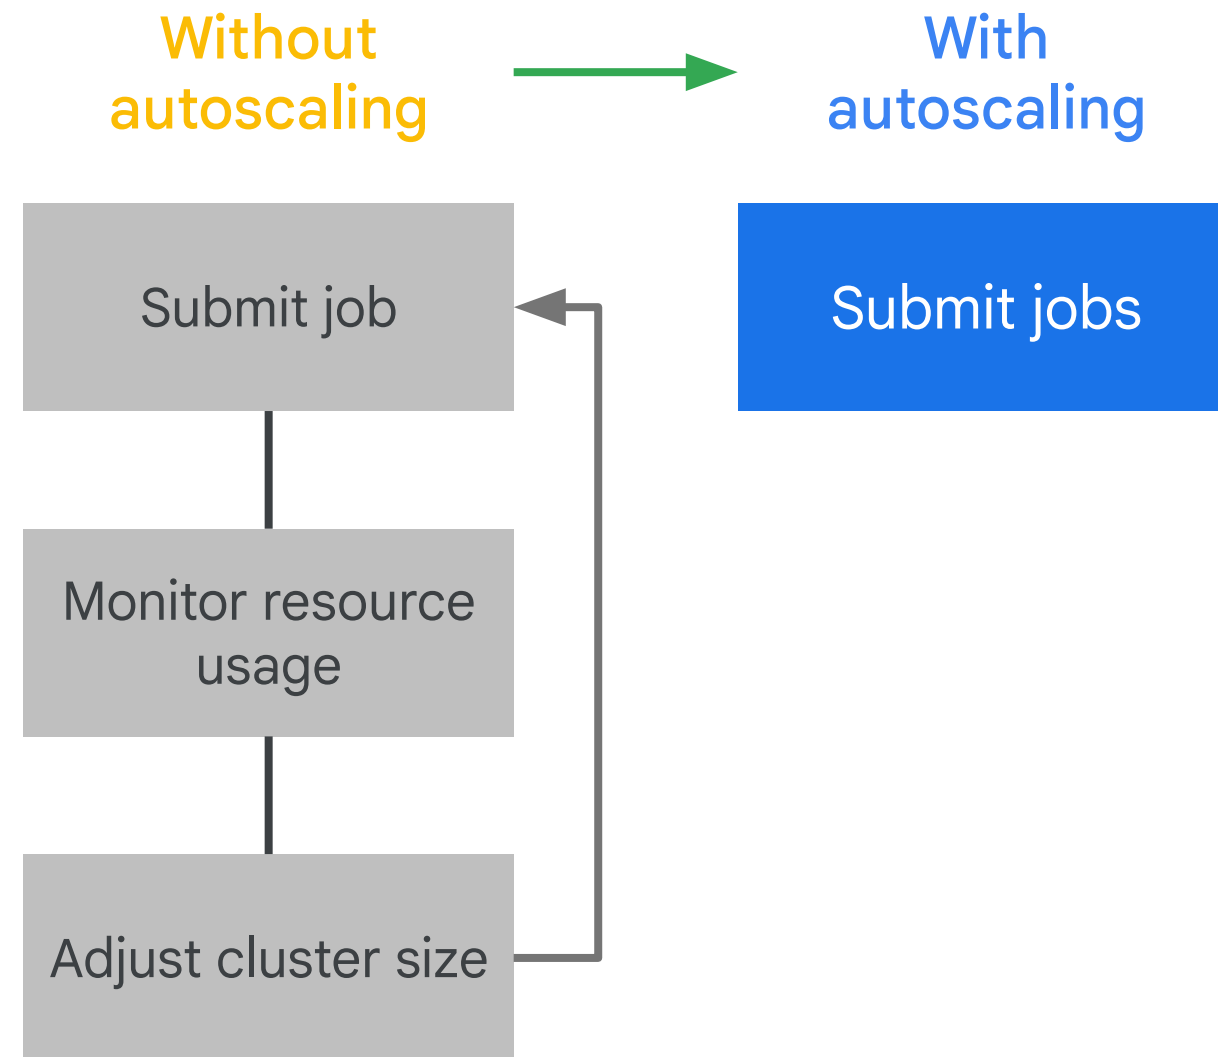 Without
autoscaling
With
autoscaling
Submit job
Submit jobs
Monitor resource
usage
Adjust cluster size